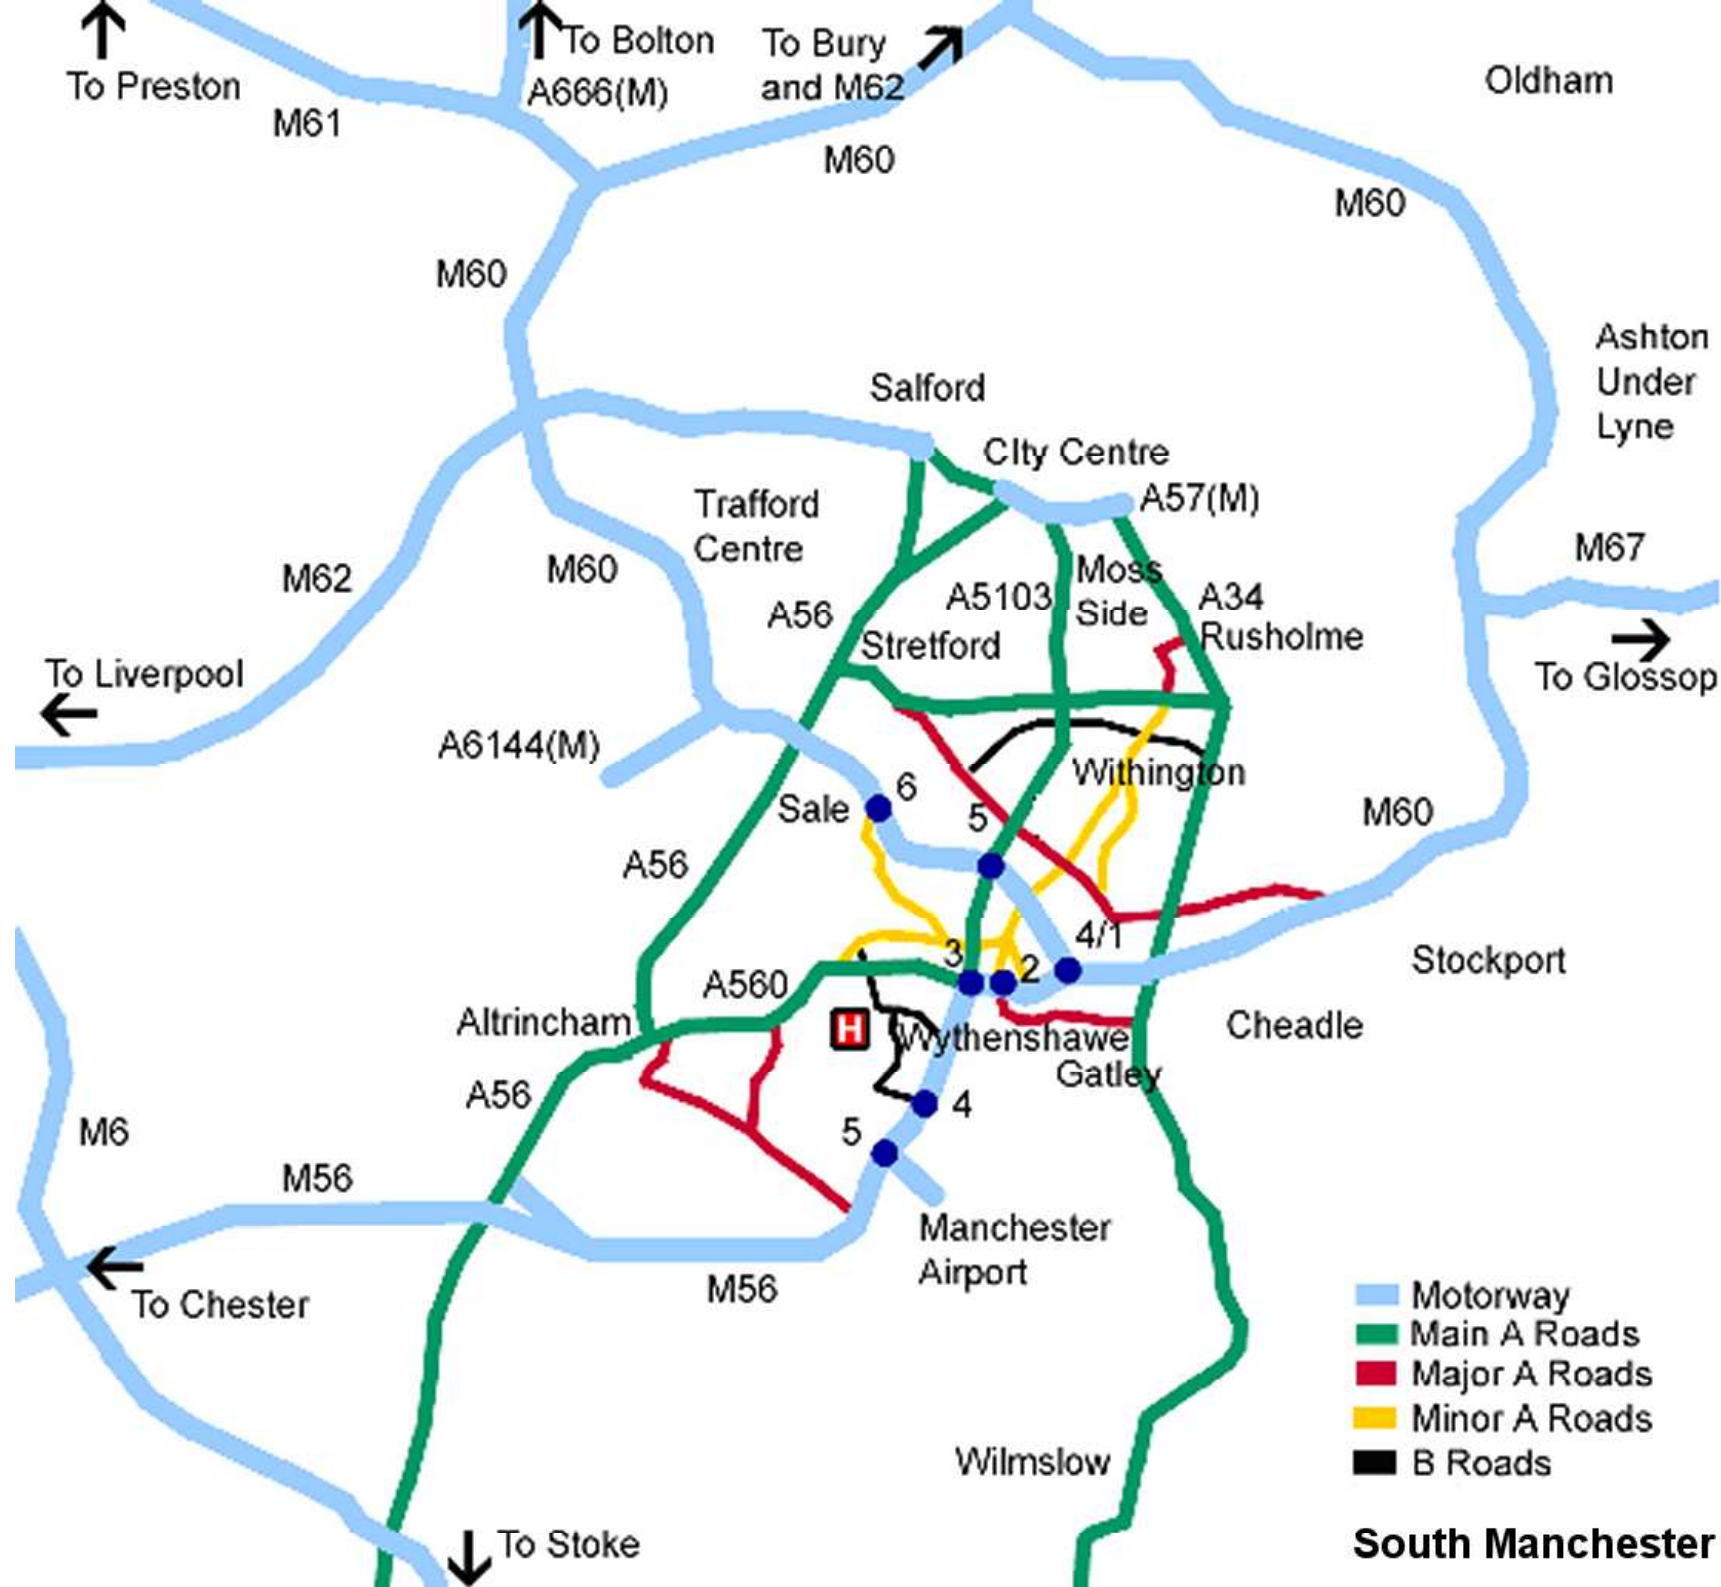 To Preston
M61
To Bolton
A666(M)
To Bury
and M62
M60
Oldham
M60
M60
Ashton
Under
Lyne
Salford
CIty Centre
A57(M)
Trafford
Centre
M62
M60
A56
A5103
Moss
Side
A34
Rusholme
Stretford
M67
To Glossop
To Liverpool
A6144(M)
Withington
Sale
6
5
M60
A56
3
2
4/1
Stockport
A560
Altrincham
H
Wythenshawe
Gatley
Cheadle
A56
4
5
M6
M56
Manchester
Airport
M56
To Chester
Motorway
Main A Roads
Major A Roads
Minor A Roads
B Roads
Wilmslow
To Stoke
South Manchester